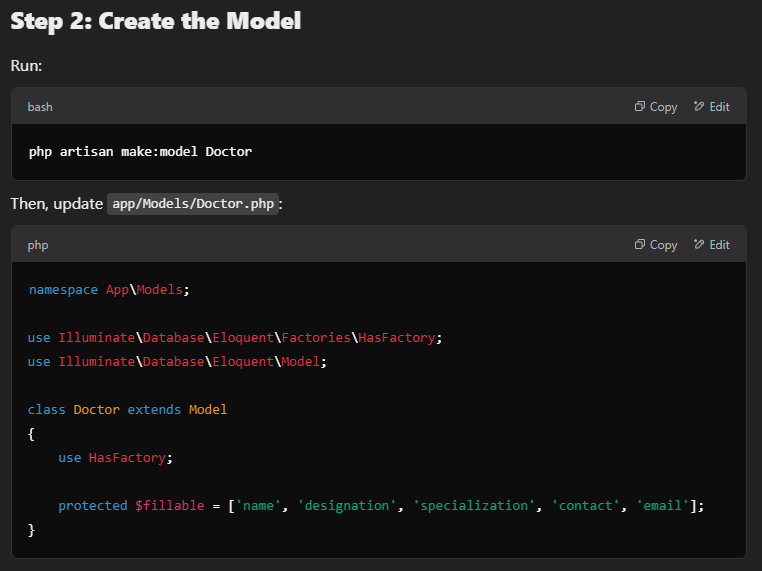 Step 2: Create the Model
Run:
bash
Copy
Edit
php artisan make:model Doctor
Then, update app/Models/Doctor.php:
php
Copy
Edit
namespace App\Models;
use Illuminate\Database\Eloquent\Factories\HasFactory;
use Illuminate\Database\Eloquent\Model;
class Doctor extends Model
{
    use HasFactory;
    protected $fillable = ['name', 'designation', 'specialization', 'contact', 'email'];
}